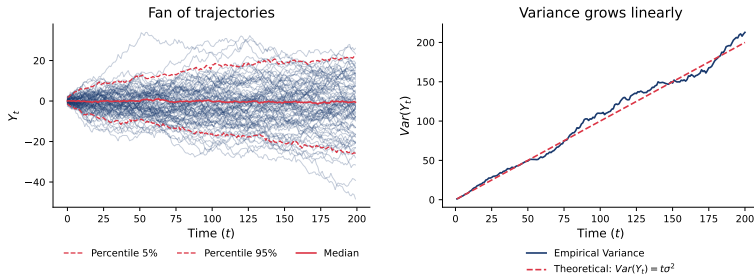 Fan of trajectories
Y_t
20
0
−20
−40
0 25 50 75 100 125 150 175 200
Time (t)
Percentile 5% Percentile 95% Median
Variance grows linearly
Var(Y_t)
200
150
100
50
0
0 25 50 75 100 125 150 175 200
Time (t)
Empirical Variance
Theoretical: Var(Y_t) = tσ²